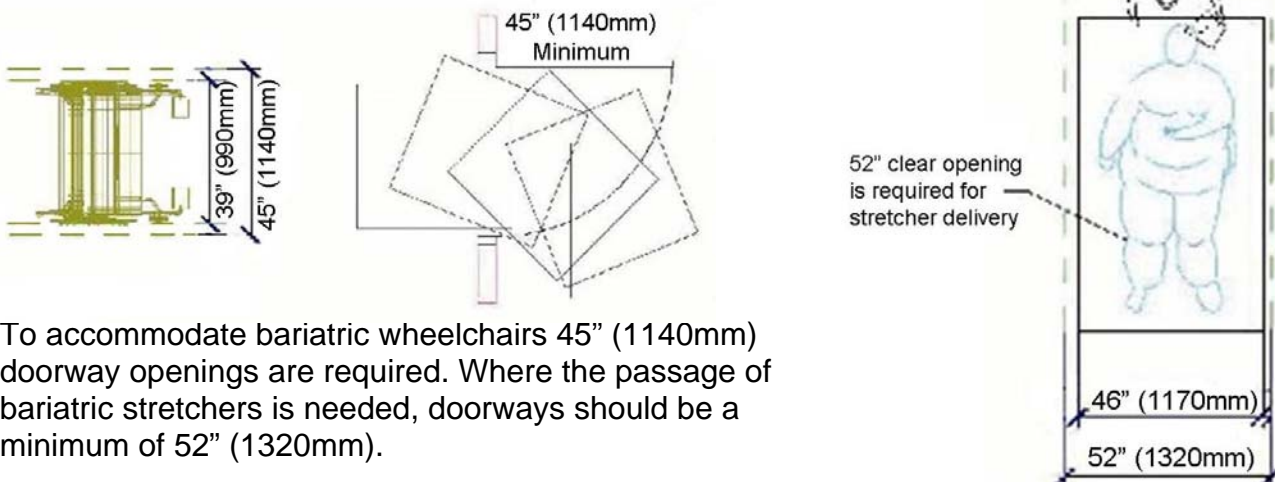 45” (1140mm)
Minimum
39” (990mm)
45” (1140mm)
52" clear opening
is required for
stretcher delivery
46” (1170mm)
52” (1320mm)
To accommodate bariatric wheelchairs 45” (1140mm)
doorway openings are required. Where the passage of
bariatric stretchers is needed, doorways should be a
minimum of 52” (1320mm).